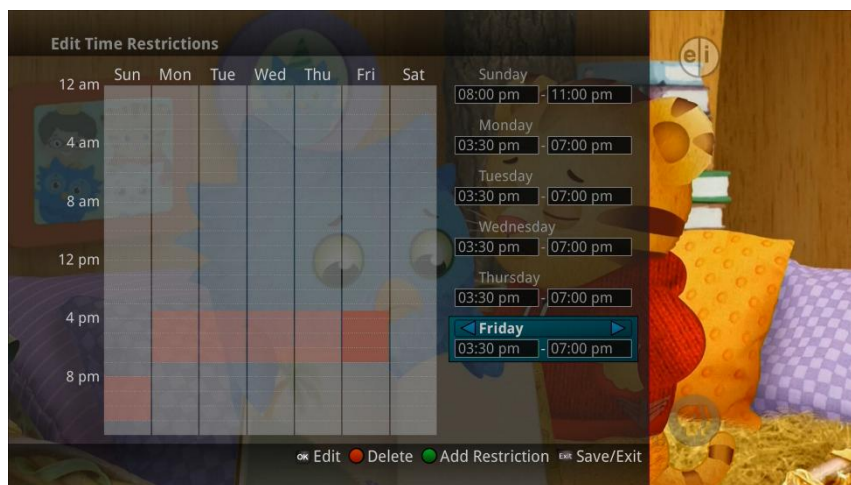 Edit Time Restrictions
eli
Sun Mon Tue Wed Thu Fri Sat
12 am
4 am
8 am
12 pm
4 pm
8 pm
Sunday
08:00 pm - 11:00 pm
Monday
03:30 pm - 07:00 pm
Tuesday
03:30 pm - 07:00 pm
Wednesday
03:30 pm - 07:00 pm
Thursday
03:30 pm - 07:00 pm
Friday
03:30 pm - 07:00 pm
OK Edit Delete Add Restriction Exit Save/Exit